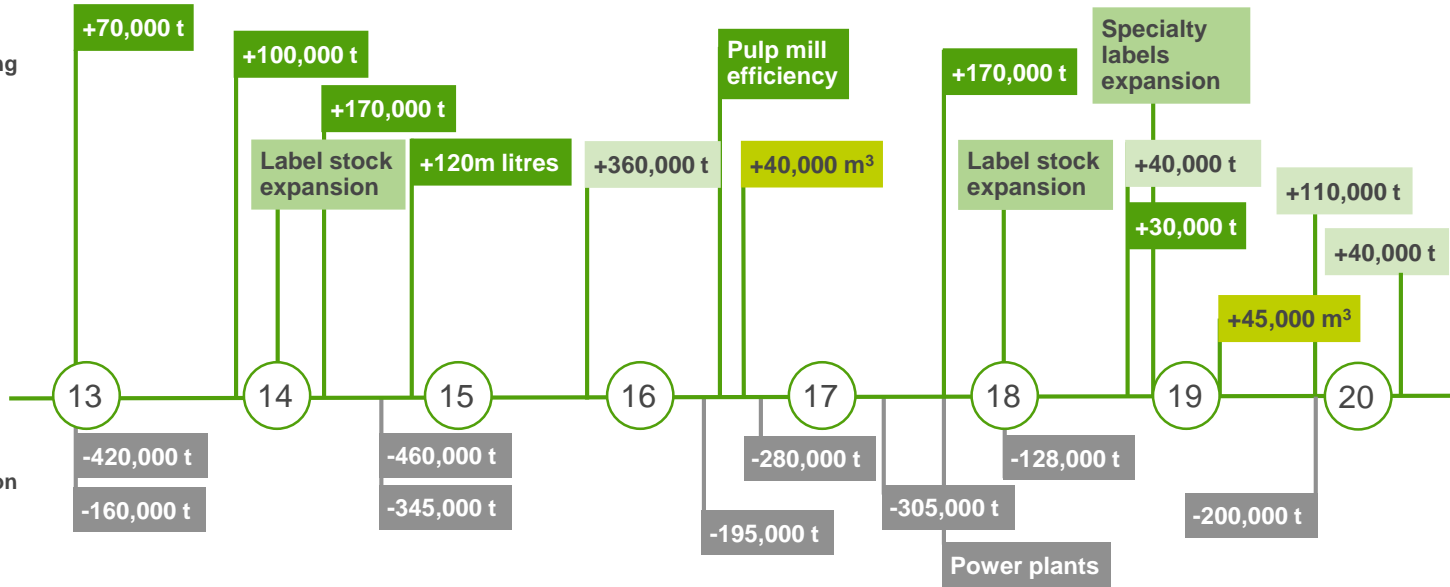 +70,000 t
ng
+100,000 t
+170,000 t
Label stock
expansion
+120m litres
+360,000 t
Pulp mill
efficiency
+40,000 m³
+170,000 t
Label stock
expansion
Specialty
labels
expansion
+40,000 t
+30,000 t
+45,000 m³
+110,000 t
+40,000 t
13
14
15
16
17
18
19
20
on
-420,000 t
-160,000 t
-460,000 t
-345,000 t
-195,000 t
-280,000 t
-305,000 t
Power plants
-128,000 t
-200,000 t